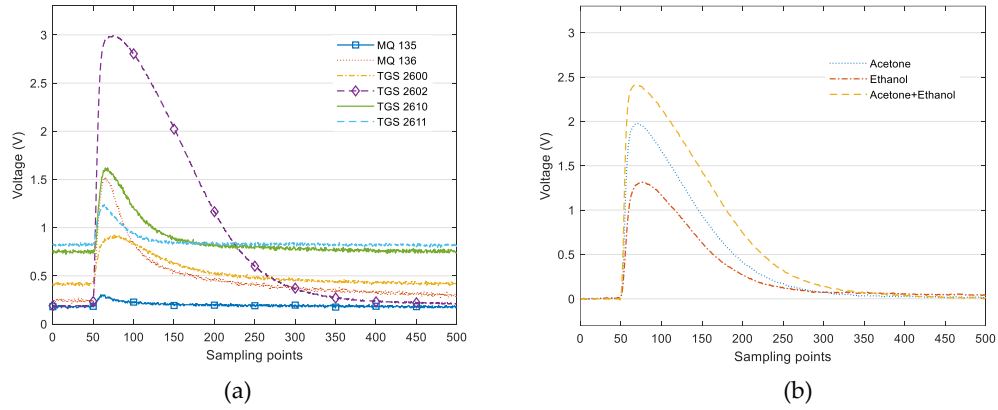 3
2.5
2
1.5
1
0.5
0
Voltage (V)
MQ 135
MQ 136
TGS 2600
TGS 2602
TGS 2610
TGS 2611
0 50 100 150 200 250 300 350 400 450 500
Sampling points
(a)
3
2.5
2
1.5
1
0.5
0
Voltage (V)
Acetone
Ethanol
Acetone+Ethanol
0 50 100 150 200 250 300 350 400 450 500
Sampling points
(b)